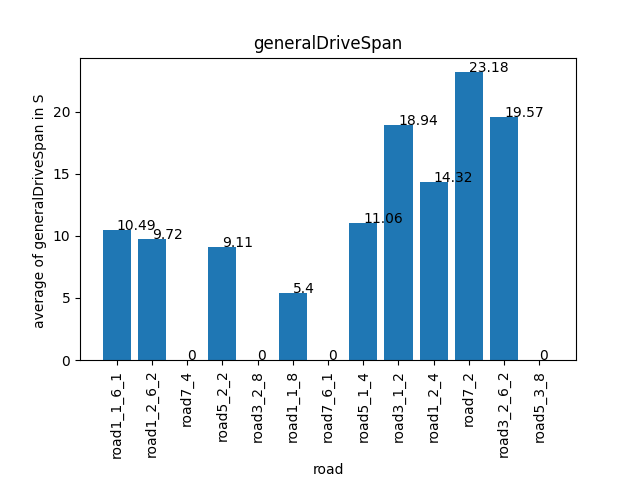 generalDriveSpan
average of generalDriveSpan in S
20
15
10
5
0
10.49
9.72
0
9.11
0
5.4
0
11.06
18.94
14.32
23.18
19.57
0
road1_1_6_1
road1_2_6_2
road7_4
road5_2_2
road3_2_8
road1_1_8
road7_6_1
road5_1_4
road3_1_2
road1_2_4
road7_2
road3_2_6_2
road5_3_8
road